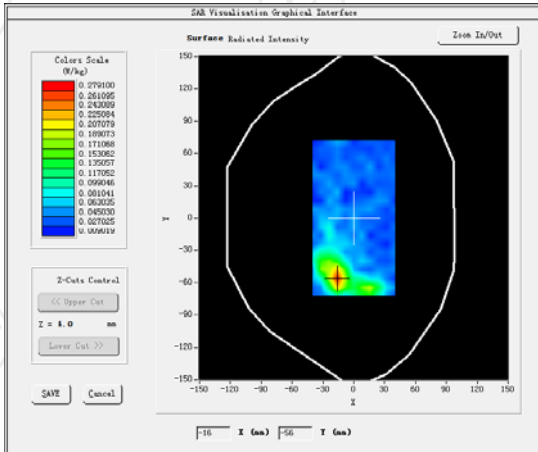 SAR Visualisation Graphical Interface
Surface Radiated Intensity
Zoom In/Out
Colors Scale
(W/kg)
0.279100
0.261095
0.243089
0.225084
0.207079
0.189073
0.171068
0.153062
0.135057
0.117052
0.099046
0.081041
0.063035
0.045030
0.027025
0.009019
150
120
90
60
30
Y
0
-30
-60
-90
-120
-150
-150 -120 -90 -60 -30 0 30 60 90 120 150
X
Z-Cuts Control
<< Upper Cut
Z = 4.0 mm
Lower Cut >>
SAVE
Cancel
-16 X (mm) -56 Y (mm)